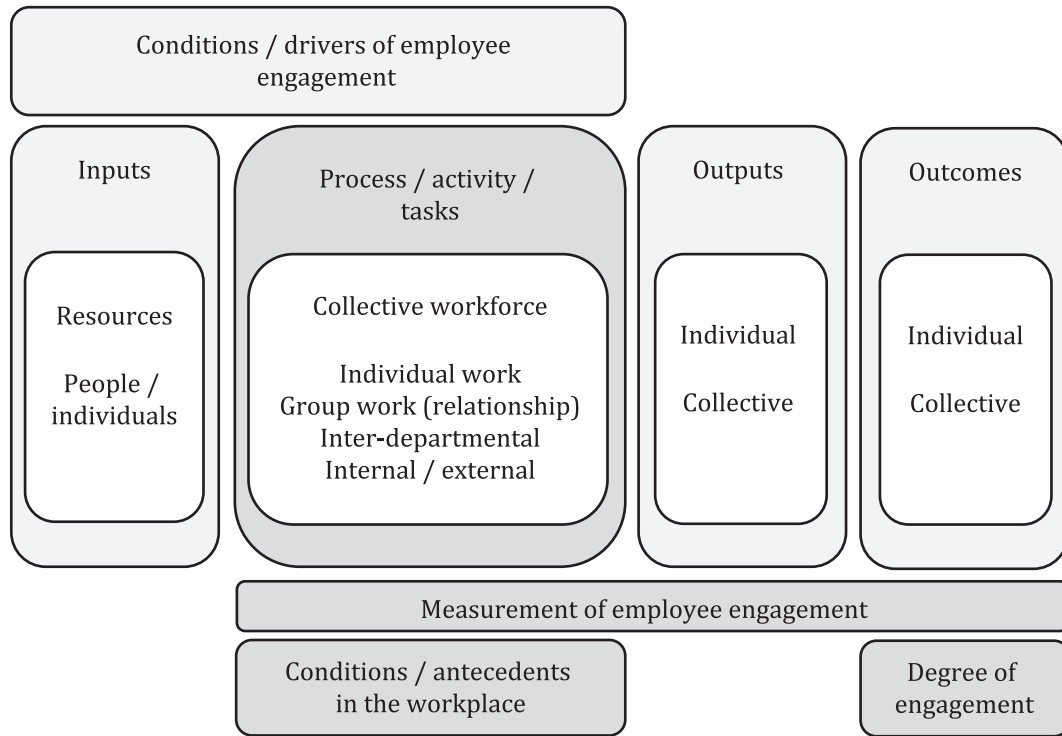 Conditions / drivers of employee
engagement
Inputs
Resources
People /
individuals
Process / activity /
tasks
Collective workforce
Individual work
Group work (relationship)
Inter-departmental
Internal / external
Outputs
Individual
Collective
Outcomes
Individual
Collective
Measurement of employee engagement
Conditions / antecedents
in the workplace
Degree of
engagement